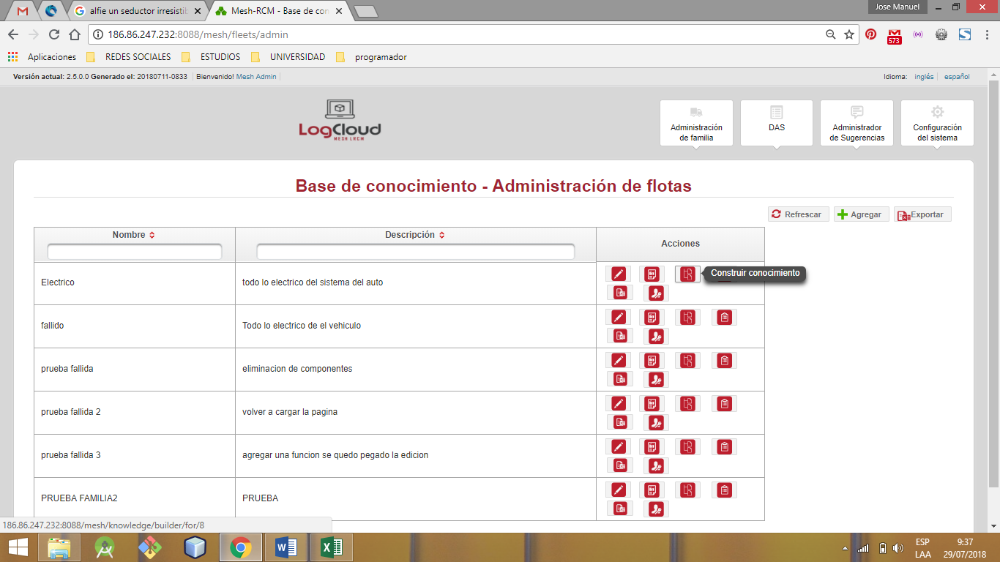 Jose Manuel
alfie un seductor irresistib
Mesh-RCM - Base de con
186.86.247.232:8088/mesh/fleets/admin
573
Aplicaciones REDES SOCIALES ESTUDIOS UNIVERSIDAD programador
Versión actual: 2.5.0.0 Generado el: 20180711-0833 Bienvenido! Mesh Admin Idioma: inglés español
LogCloud
MESH LRCM
Administración
de familia
DAS
Administrador
de Sugerencias
Configuración
del sistema
Base de conocimiento - Administración de flotas
Refrescar Agregar Exportar
Nombre Descripción Acciones
Electrico todo lo electrico del sistema del auto
Construir conocimiento
fallido Todo lo electrico de el vehiculo
prueba fallida eliminacion de componentes
prueba fallida 2 volver a cargar la pagina
prueba fallida 3 agregar una funcion se quedo pegado la edicion
PRUEBA FAMILIA2 PRUEBA
186.86.247.232:8088/mesh/knowledge/builder/for/8
ESP 9:37
LAA 29/07/2018